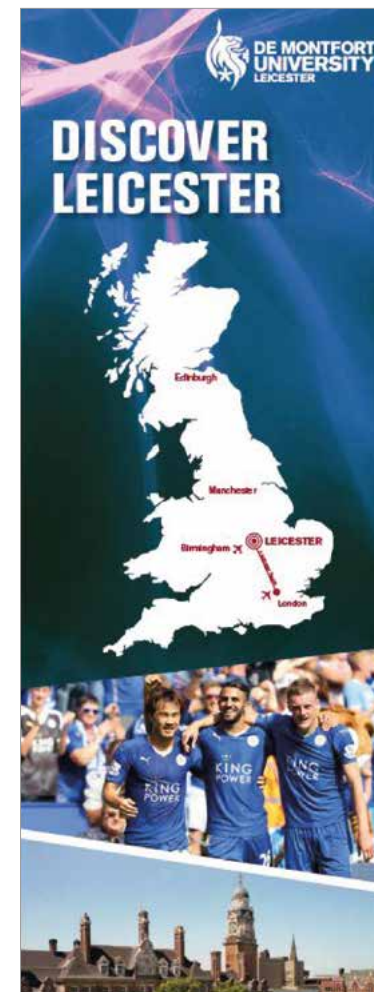 DE MONTFORT
UNIVERSITY
LEICESTER
DISCOVER
LEICESTER
Edinburgh
Manchester
Birmingham
LEICESTER
London
KING
POWER
KING
POWER
KING
POWER